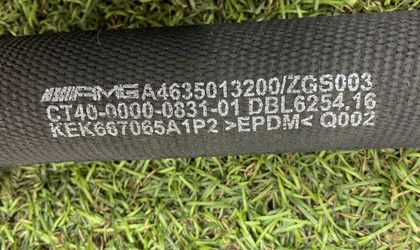 AMG A4635013200/ZGS003
CT40-0000-0831-01 DBL6254.16
KEK667065A1P2 >EPDM< Q002